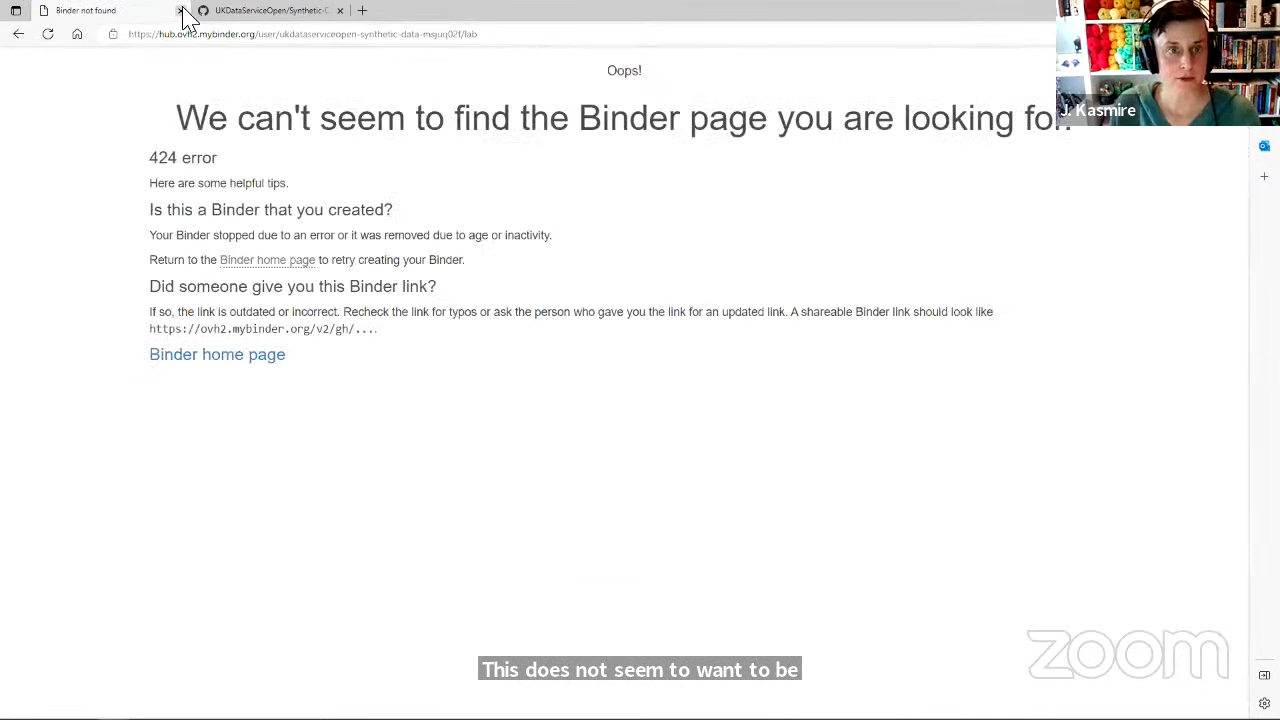 Binder not found
UKDataServiceOpen/Synthetic-D
https://hub.ovh2.mybinder.org/user/ukdataserviceopen-synthetic-data-msjuq02f/lab
Oops!
We can't seem to find the Binder page you are looking for.
J. Kasmire
424 error
Here are some helpful tips.
Is this a Binder that you created?
Your Binder stopped due to an error or it was removed due to age or inactivity.
Return to the Binder home page to retry creating your Binder.
Did someone give you this Binder link?
If so, the link is outdated or incorrect. Recheck the link for typos or ask the person who gave you the link for an updated link. A shareable Binder link should look like
https://ovh2.mybinder.org/v2/gh/....
Binder home page
zoom
This does not seem to want to be